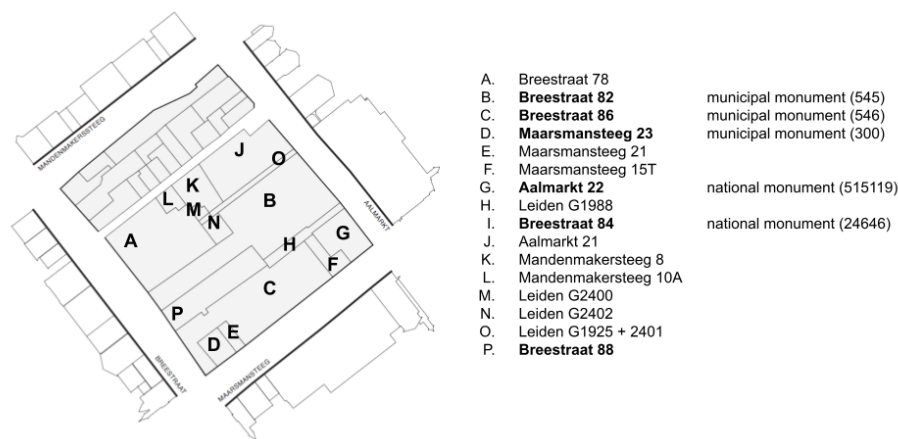 MANDENMAKERSSTEEG
AALMARKT
BREESTRAAT
MAARSMANSTEEG
J
O
K
L
M
N
B
A
H
G
F
C
P
E
D
A. Breestraat 78
B. Breestraat 82 municipal monument (545)
C. Breestraat 86 municipal monument (546)
D. Maarsmansteeg 23 municipal monument (300)
E. Maarsmansteeg 21
F. Maarsmansteeg 15T
G. Aalmarkt 22 national monument (515119)
H. Leiden G1988
I. Breestraat 84 national monument (24646)
J. Aalmarkt 21
K. Mandenmakersteeg 8
L. Mandenmakersteeg 10A
M. Leiden G2400
N. Leiden G2402
O. Leiden G1925 + 2401
P. Breestraat 88